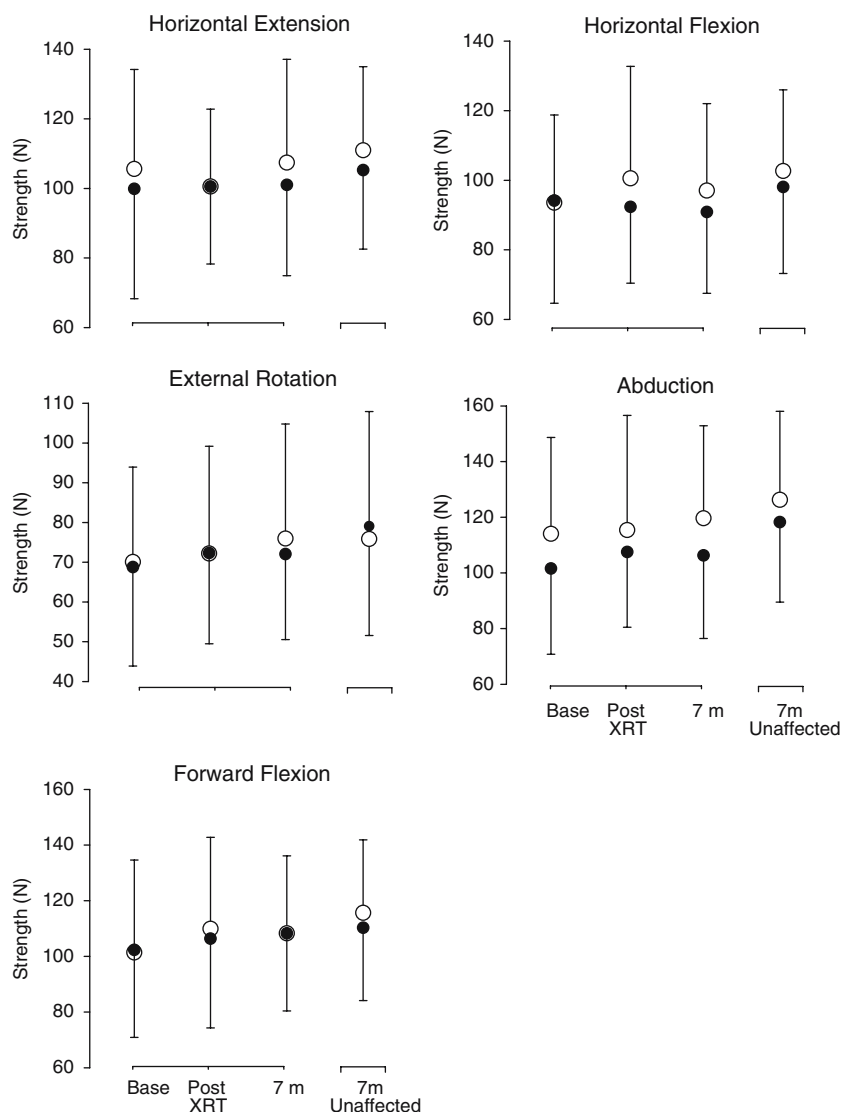 Horizontal Extension
Strength (N)
140
120
100
80
60
Horizontal Flexion
Strength (N)
140
120
100
80
60
External Rotation
Strength (N)
110
100
90
80
70
60
50
40
Abduction
Strength (N)
160
140
120
100
80
60
Base
Post
XRT
7 m
7m
Unaffected
Forward Flexion
Strength (N)
160
140
120
100
80
60
Base
Post
XRT
7 m
7m
Unaffected